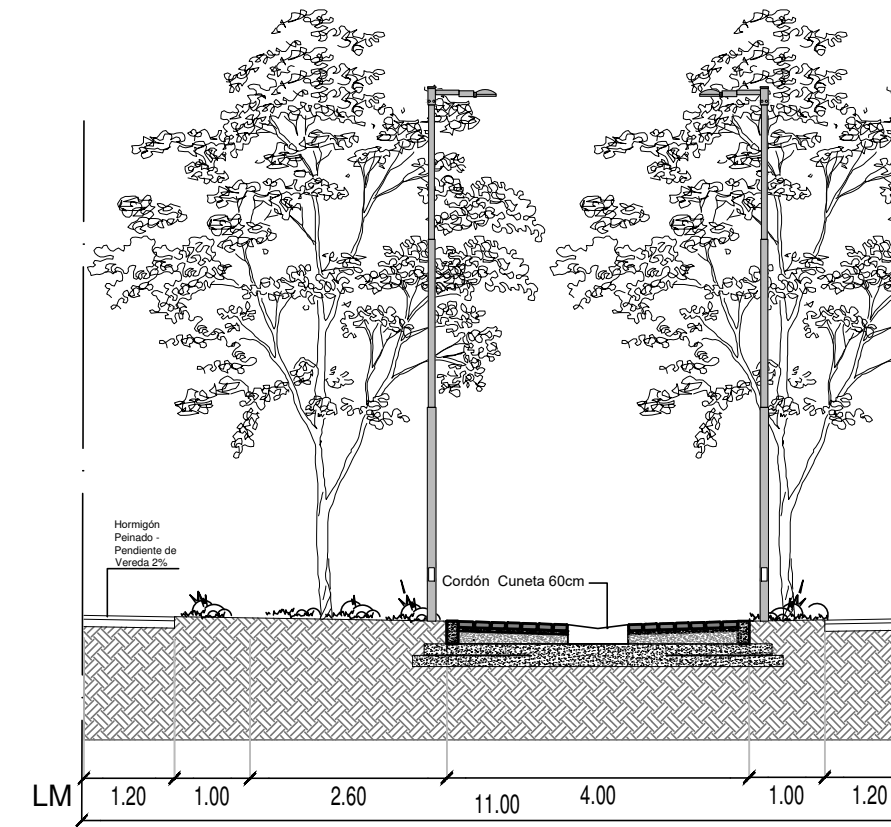 Hormigón
Peinado -
Pendiente de
Vereda 2%
Cordón Cuneta 60cm
LM 1.20 1.00 2.60 4.00 1.00 1.20
11.00